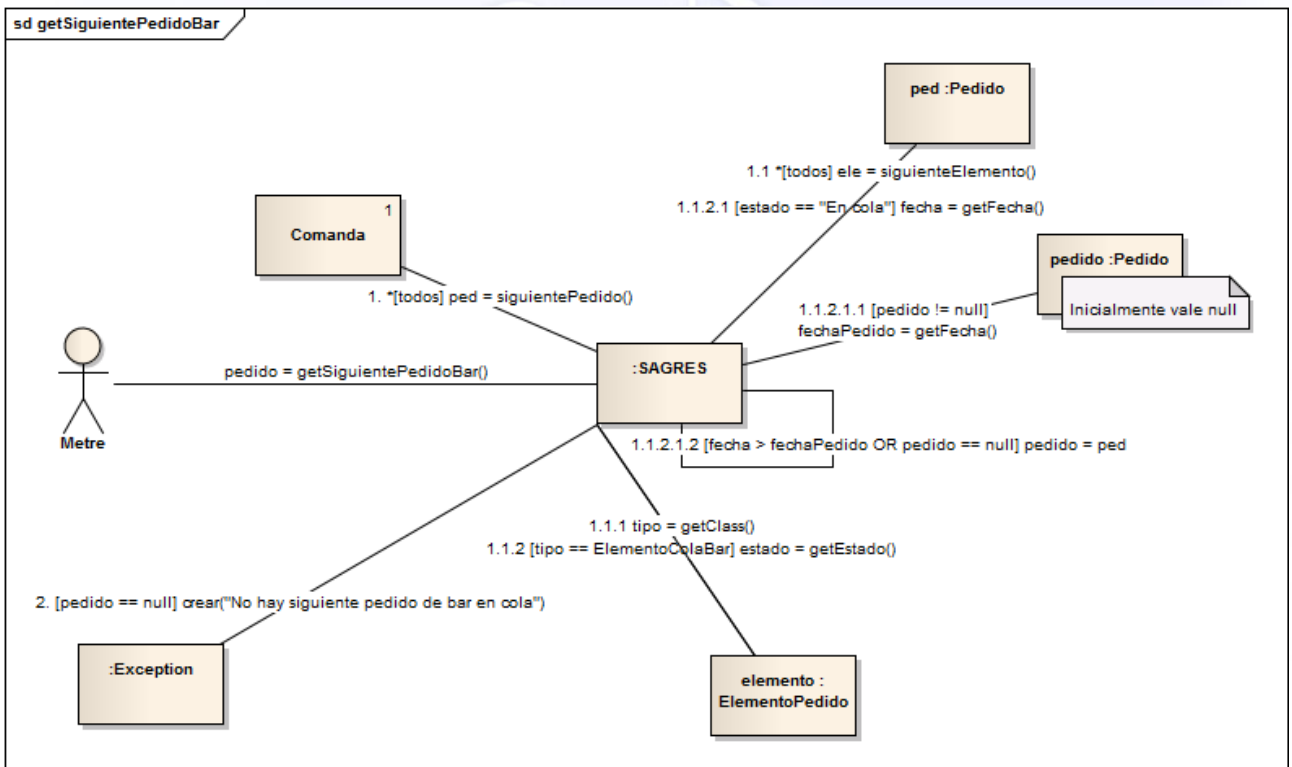 sd getSiguientePedidoBar
ped :Pedido
1.1 *[todos] ele = siguienteElemento()
1.1.2.1 [estado == "En cola"] fecha = getFecha()
1
Comanda
pedido :Pedido
Inicialmente vale null
1. *[todos] ped = siguientePedido()
1.1.2.1.1 [pedido != null]
fechaPedido = getFecha()
:SAGRES
pedido = getSiguientePedidoBar()
Metre
1.1.2.1.2 [fecha > fechaPedido OR pedido == null] pedido = ped
1.1.1 tipo = getClass()
1.1.2 [tipo == ElementoColaBar] estado = getEstado()
2. [pedido == null] crear("No hay siguiente pedido de bar en cola")
:Exception
elemento :
ElementoPedido